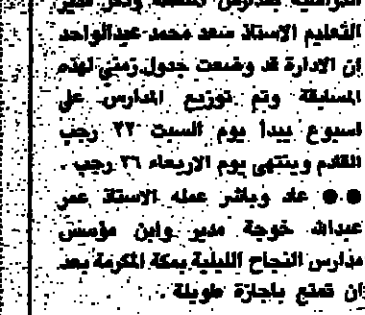 بمدارس
التعليم الاستاذ سعد محمد عبدالواحد
ان الادارة قد وضعت جدول زمني لهذه
المسابقة وتم توزيع المدارس على
اسبوع يبدأ يوم السبت ٢٢ رجب
القادم وينتهى يوم الاربعاء ٢٦ رجب .
●● عاد وباشر عمله الاستاذ عمر
عبدالله خوجة مدير وابن مؤسس
مدارس النجاح الليلية بمكة المكرمة بعد
ان تمتع باجازة طويلة .